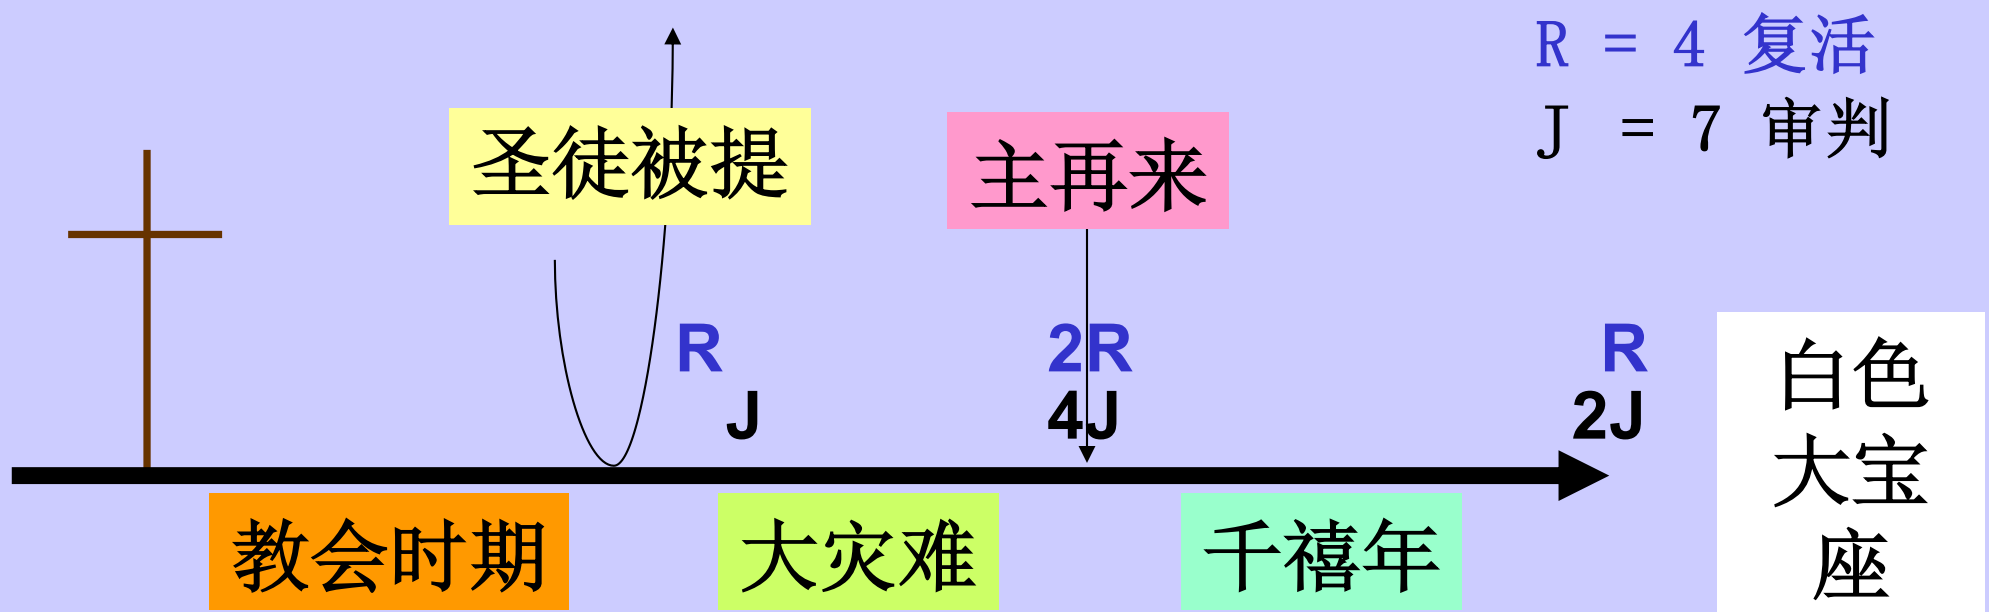 R = 4 复活
J = 7 审判
圣徒被提
主再来
R
2R
R
J
4J
2J
白色
大宝
座
教会时期
大灾难
千禧年